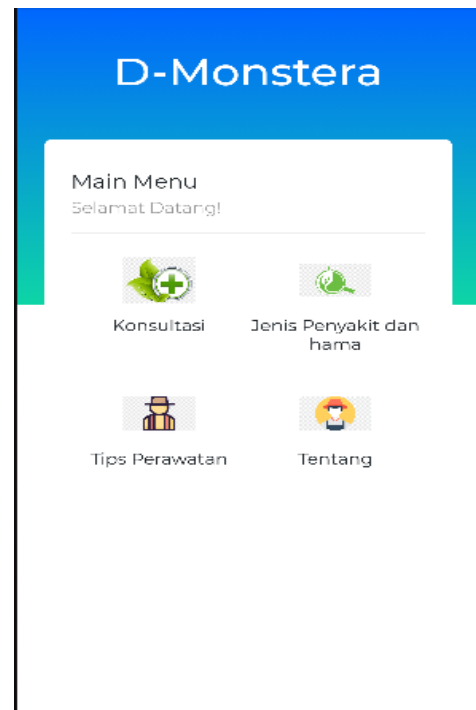 D-Monstera
Main Menu
Selamat Datang!
Konsultasi
Jenis Penyakit dan
hama
Tips Perawatan
Tentang